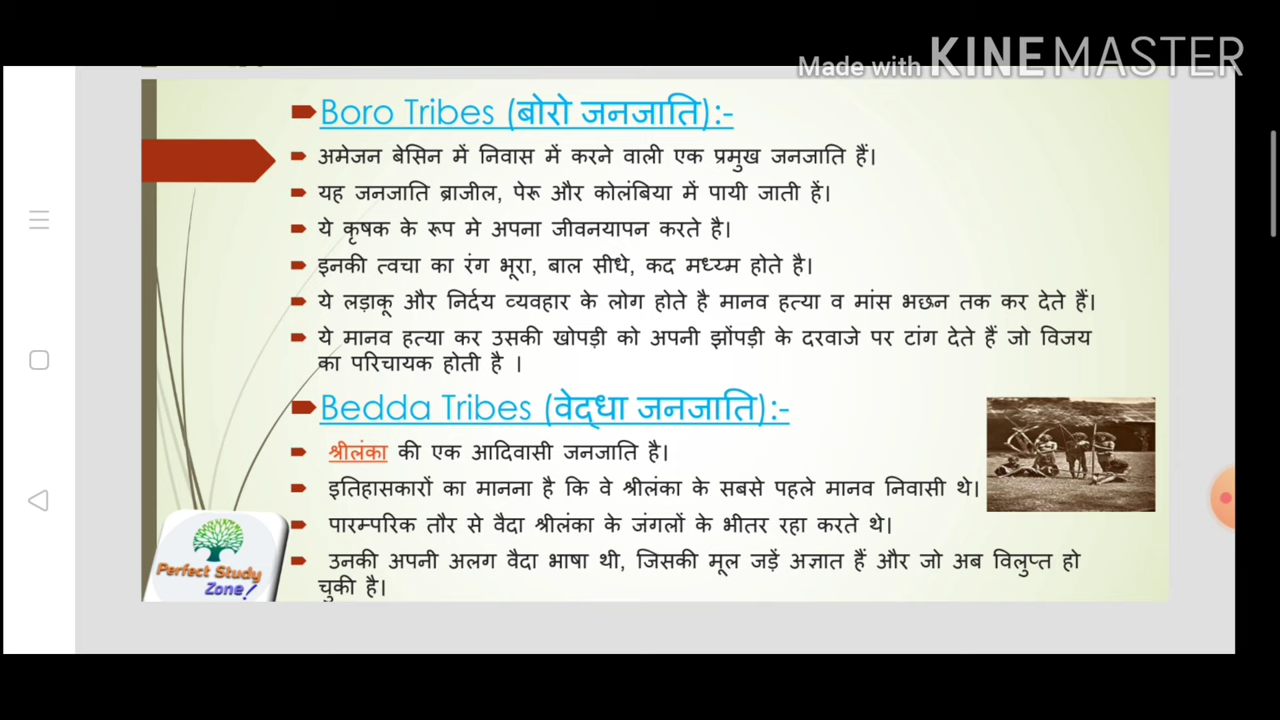 Made with KINEMASTER
Boro Tribes (बोरो जनजाति):-
अमेजन बेसिन में निवास में करने वाली एक प्रमुख जनजाति हैं।
यह जनजाति ब्राजील, पेरू और कोलंबिया में पायी जाती हें।
ये कृषक के रूप मे अपना जीवनयापन करते है।
इनकी त्वचा का रंग भूरा, बाल सीधे, कद मध्य्म होते है।
ये लड़ाकू और निर्दय व्यवहार के लोग होते है मानव हत्या व मांस भछन तक कर देते हैं।
ये मानव हत्या कर उसकी खोपड़ी को अपनी झोंपड़ी के दरवाजे पर टांग देते हैं जो विजय
का परिचायक होती है ।
Bedda Tribes (वेद्धा जनजाति):-
श्रीलंका की एक आदिवासी जनजाति है।
इतिहासकारों का मानना है कि वे श्रीलंका के सबसे पहले मानव निवासी थे।
पारम्परिक तौर से वैदा श्रीलंका के जंगलों के भीतर रहा करते थे।
उनकी अपनी अलग वैदा भाषा थी, जिसकी मूल जड़ें अज्ञात हैं और जो अब विलुप्त हो
चुकी है।
Perfect Study
Zone!